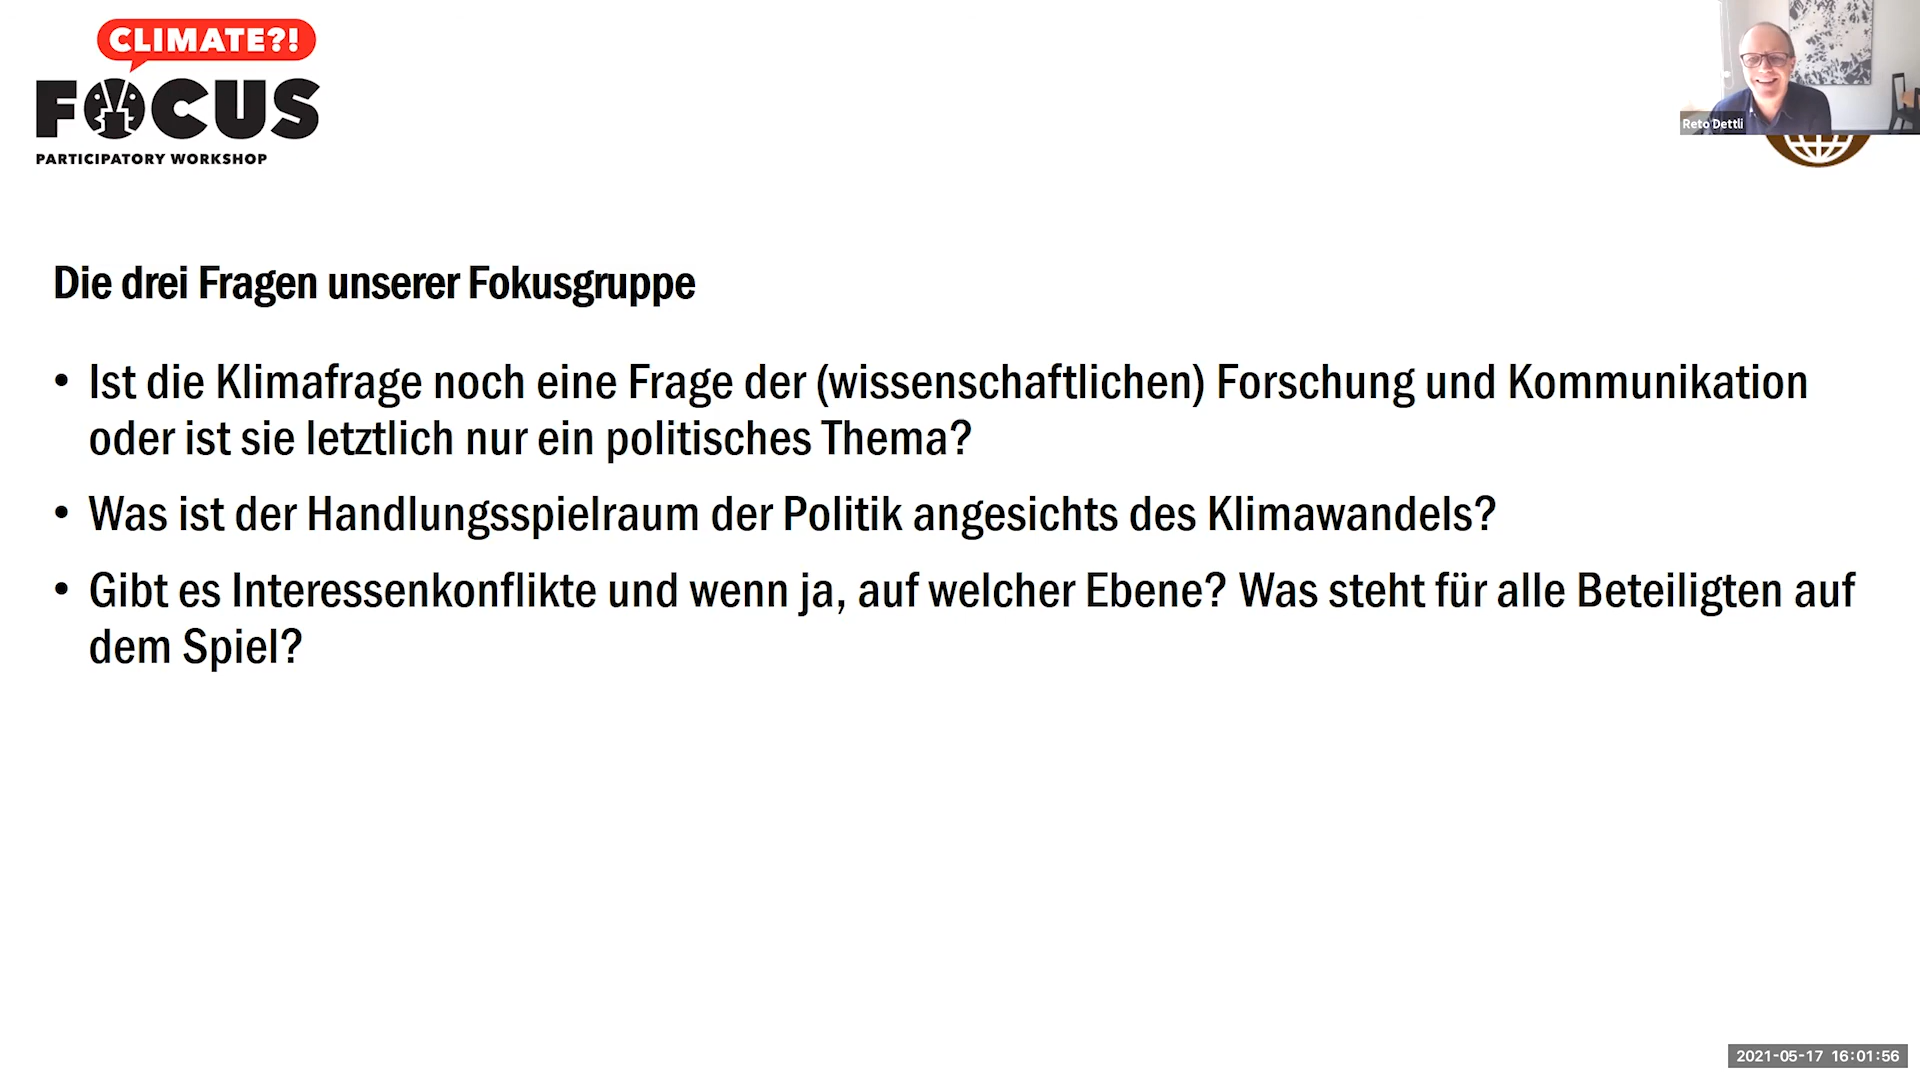 CLIMATE?!
FOCUS
PARTICIPATORY WORKSHOP
Reto Dettli
Die drei Fragen unserer Fokusgruppe
• Ist die Klimafrage noch eine Frage der (wissenschaftlichen) Forschung und Kommunikation
oder ist sie letztlich nur ein politisches Thema?
• Was ist der Handlungsspielraum der Politik angesichts des Klimawandels?
• Gibt es Interessenkonflikte und wenn ja, auf welcher Ebene? Was steht für alle Beteiligten auf
dem Spiel?
2021-05-17 16:01:56